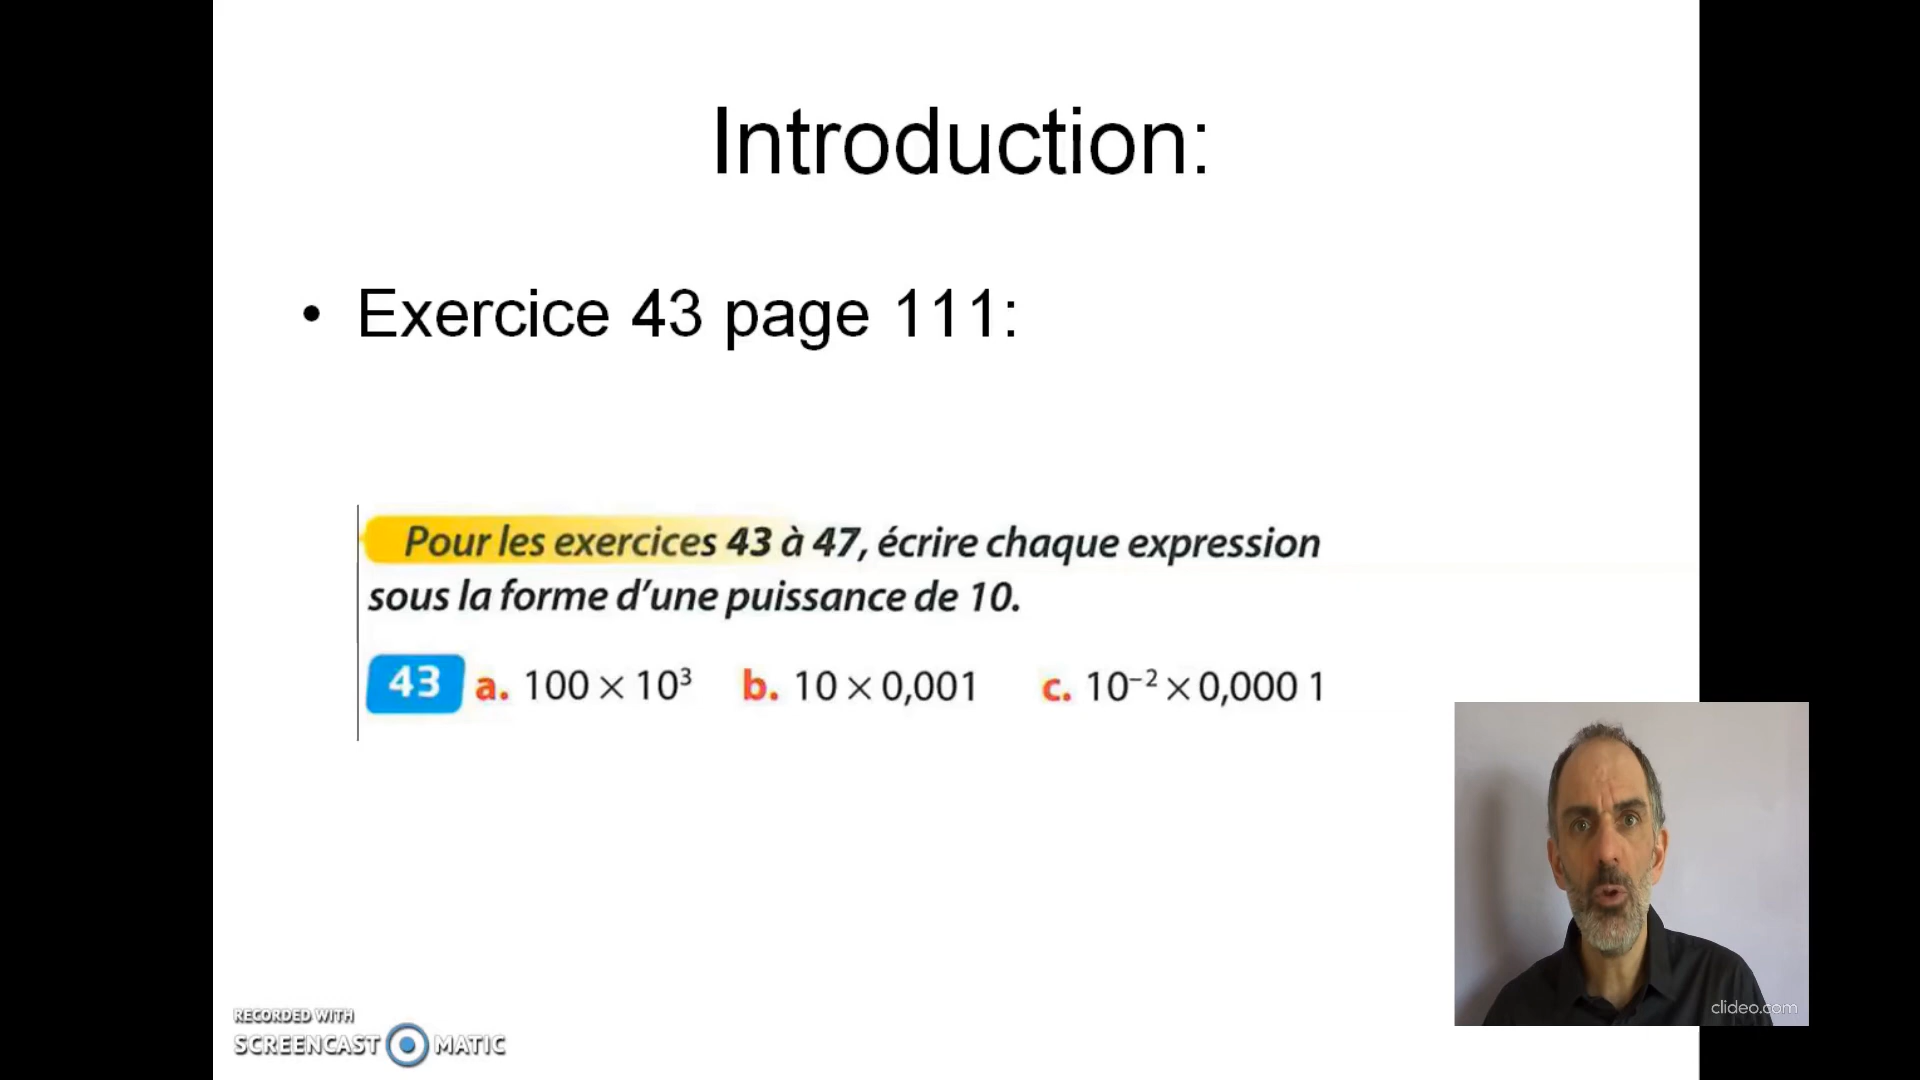 Introduction:
• Exercice 43 page 111:
Pour les exercices 43 à 47, écrire chaque expression
sous la forme d'une puissance de 10.
43 a. 100 × 10³ b. 10 × 0,001 c. 10⁻² × 0,000 1
clideo.com
RECORDED WITH
SCREENCAST MATIC